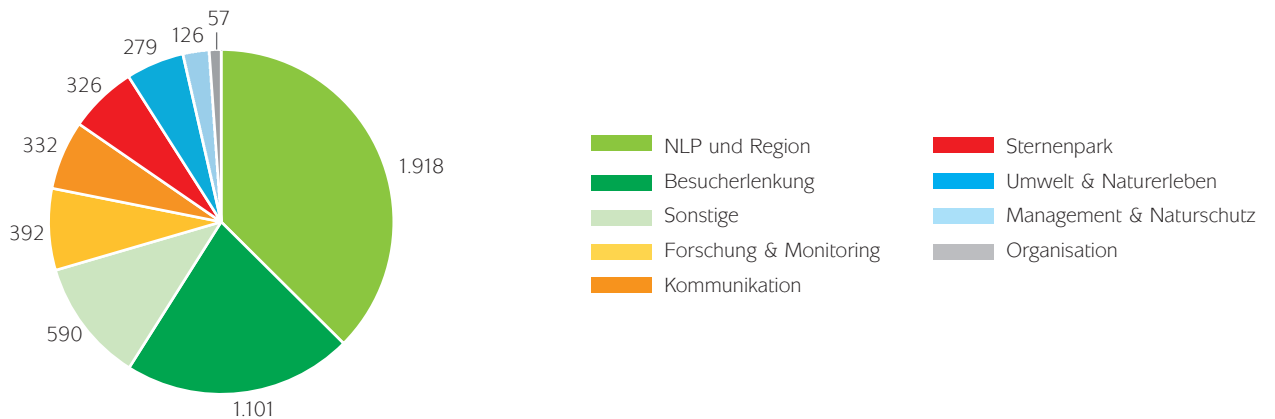 57
126
279
326
332
392
590
1.101
1.918
NLP und Region
Besucherlenkung
Sonstige
Forschung & Monitoring
Kommunikation
Sternenpark
Umwelt & Naturerleben
Management & Naturschutz
Organisation